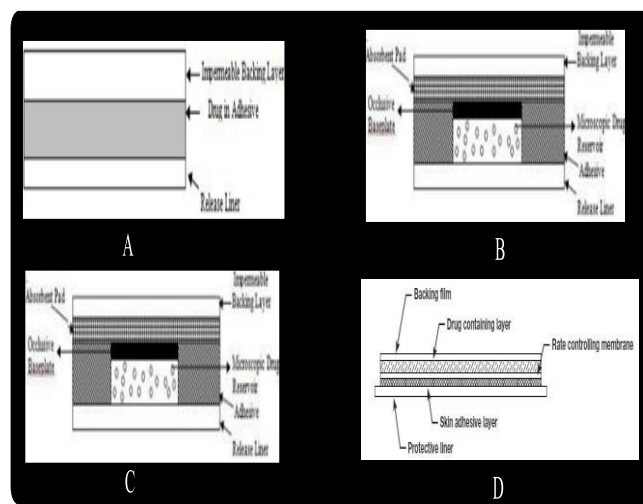 Impermeable Backing Layer
Drug in Adhesive
Release Liner
A
Absorbent Pad
Impermeable
Backing Layer
Occlusive
Baseplate
Microscopic Drug
Reservoir
Adhesive
Release Liner
B
Absorbent Pad
Impermeable
Backing Layer
Occlusive
Baseplate
Microscopic Drug
Reservoir
Adhesive
Release Liner
C
Backing film
Drug containing layer
Rate controlling membrane
Skin adhesive layer
Protective liner
D